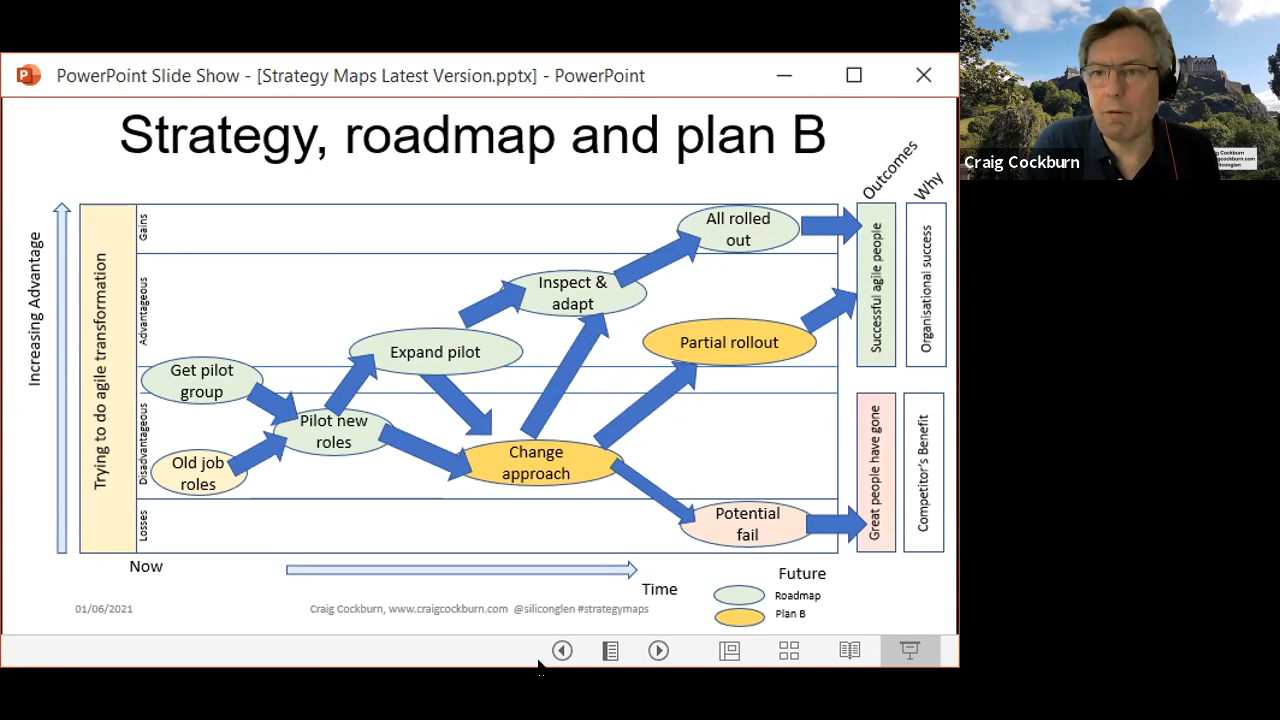 PowerPoint Slide Show - [Strategy Maps Latest Version.pptx] - PowerPoint
Strategy, roadmap and plan B
Outcomes
Why
Increasing Advantage
Trying to do agile transformation
Gains
Advantageous
Disadvantageous
Losses
Get pilot
group
Old job
roles
Pilot new
roles
Expand pilot
Inspect &
adapt
All rolled
out
Change
approach
Partial rollout
Potential
fail
Successful agile people
Organisational success
Great people have gone
Competitor's Benefit
Now
Time
Future
Roadmap
Plan B
01/06/2021
Craig Cockburn, www.craigcockburn.com @siliconglen #strategymaps
Craig Cockburn